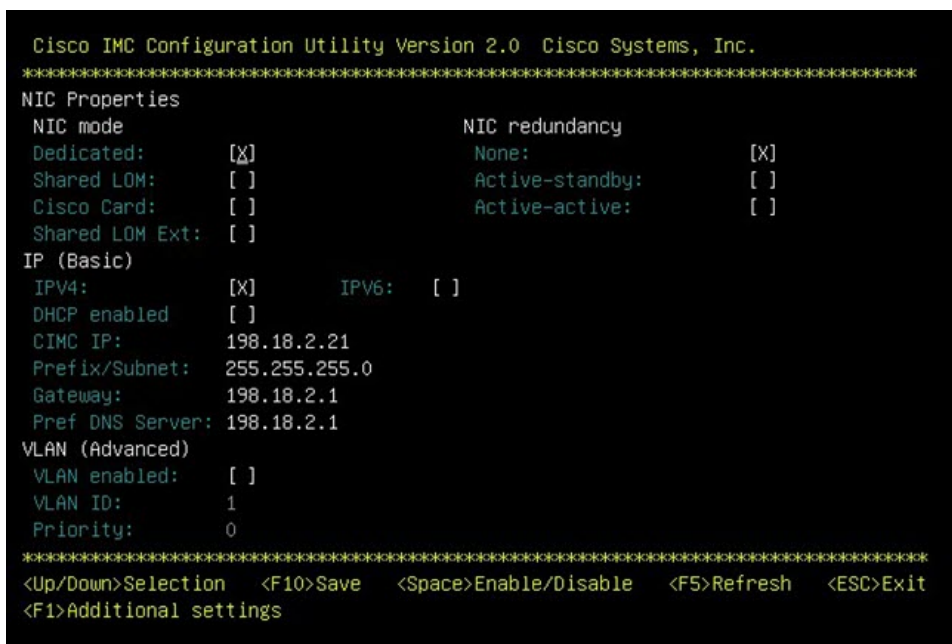 Cisco IMC Configuration Utility Version 2.0  Cisco Systems, Inc.
******************************************************************************
NIC Properties
NIC mode                            NIC redundancy
Dedicated:       [X]                 None:                [X]
Shared LOM:      [ ]                 Active-standby:      [ ]
Cisco Card:      [ ]                 Active-active:       [ ]
Shared LOM Ext:  [ ]
IP (Basic)
IPV4:            [X]       IPV6:   [ ]
DHCP enabled     [ ]
CIMC IP:         198.18.2.21
Prefix/Subnet:   255.255.255.0
Gateway:         198.18.2.1
Pref DNS Server: 198.18.2.1
VLAN (Advanced)
VLAN enabled:    [ ]
VLAN ID:         1
Priority:        0
*******************************************************************************
<Up/Down>Selection   <F10>Save   <Space>Enable/Disable   <F5>Refresh   <ESC>Exit
<F1>Additional settings